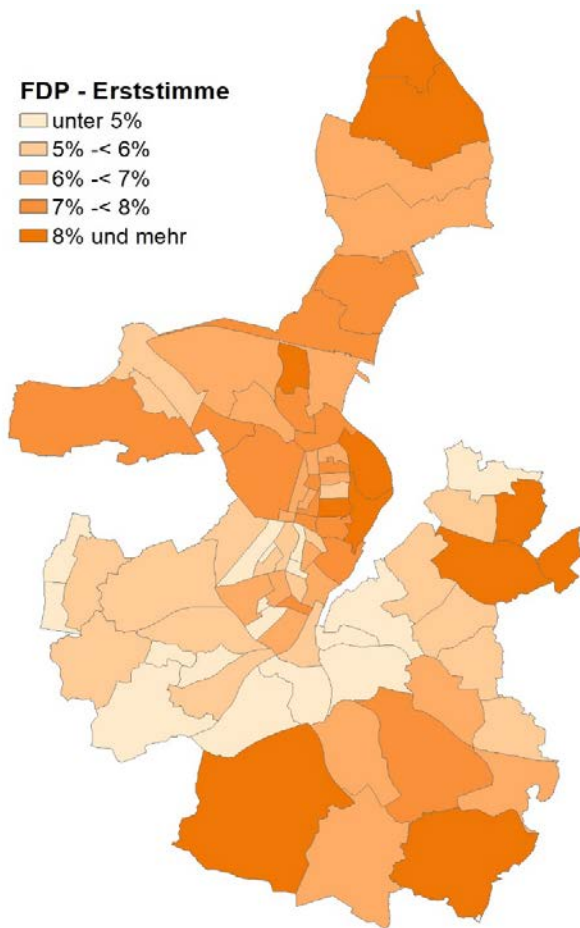 FDP - Erststimme
unter 5%
5% -< 6%
6% -< 7%
7% -< 8%
8% und mehr